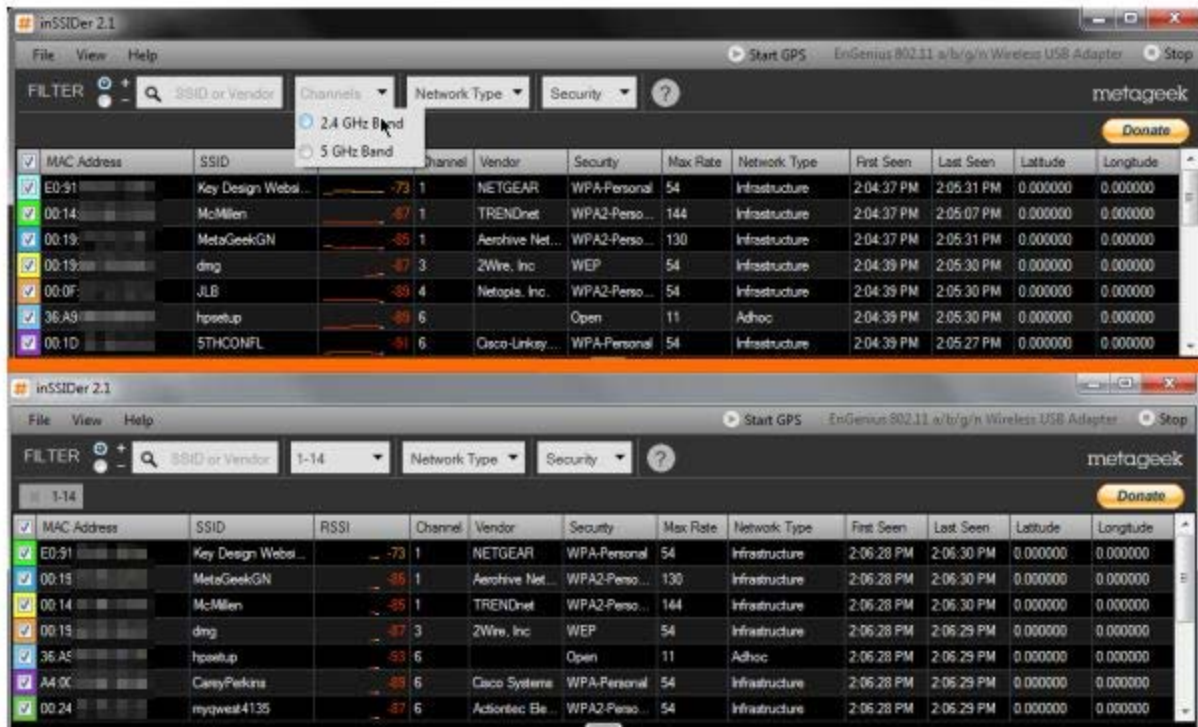 inSSIDer 2.1
File View Help Start GPS EnGenius 802.11 a/b/g/n Wireless USB Adapter Stop
FILTER + - SSID or Vendor Channels Network Type Security ? metageek
2.4 GHz Band
Donate
5 GHz Band
MAC Address SSID Channel Vendor Security Max Rate Network Type First Seen Last Seen Latitude Longitude
E0:91 Key Design Websi... -73 1 NETGEAR WPA-Personal 54 Infrastructure 2:04:37 PM 2:05:31 PM 0.000000 0.000000
00:14: McMillen -87 1 TRENDnet WPA2-Perso... 144 Infrastructure 2:04:37 PM 2:05:07 PM 0.000000 0.000000
00:19: MetaGeekGN -85 1 Aerohive Net... WPA2-Perso... 130 Infrastructure 2:04:37 PM 2:05:31 PM 0.000000 0.000000
00:19: dmg -87 3 2Wire, Inc WEP 54 Infrastructure 2:04:39 PM 2:05:30 PM 0.000000 0.000000
00:0F: JLB -89 4 Netopia, Inc. WPA2-Perso... 54 Infrastructure 2:04:39 PM 2:05:30 PM 0.000000 0.000000
36:A9 hpsetup -89 6 Open 11 Adhoc 2:04:39 PM 2:05:30 PM 0.000000 0.000000
00:1D 5THCONFL -91 6 Cisco-Linksy... WPA-Personal 54 Infrastructure 2:04:39 PM 2:05:27 PM 0.000000 0.000000
inSSIDer 2.1
File View Help Start GPS EnGenius 802.11 a/b/g/n Wireless USB Adapter Stop
FILTER + - SSID or Vendor 1-14 Network Type Security ? metageek
1-14 Donate
MAC Address SSID RSSI Channel Vendor Security Max Rate Network Type First Seen Last Seen Latitude Longitude
E0:91 Key Design Websi... -73 1 NETGEAR WPA-Personal 54 Infrastructure 2:06:28 PM 2:06:30 PM 0.000000 0.000000
MetaGeekGN 1 Aerohive Net... WPA2-Perso... 130 Infrastructure 2:06:28 PM 2:06:30 PM 0.000000 0.000000
00:14 McMillen -85 1 TRENDnet WPA2-Perso... 144 Infrastructure 2:06:28 PM 2:06:30 PM 0.000000 0.000000
dmg -87 3 2Wire, Inc WEP 54 Infrastructure 2:06:28 PM 2:06:29 PM 0.000000 0.000000
hpsetup -93 6 Open 11 Adhoc 2:06:28 PM 2:06:29 PM 0.000000 0.000000
CareyPerkins -89 6 Cisco Systems WPA-Personal 54 Infrastructure 2:06:28 PM 2:06:29 PM 0.000000 0.000000
00:24 myqwest4135 -87 6 Actiontec Ele... WPA2-Perso... 54 Infrastructure 2:06:28 PM 2:06:29 PM 0.000000 0.000000